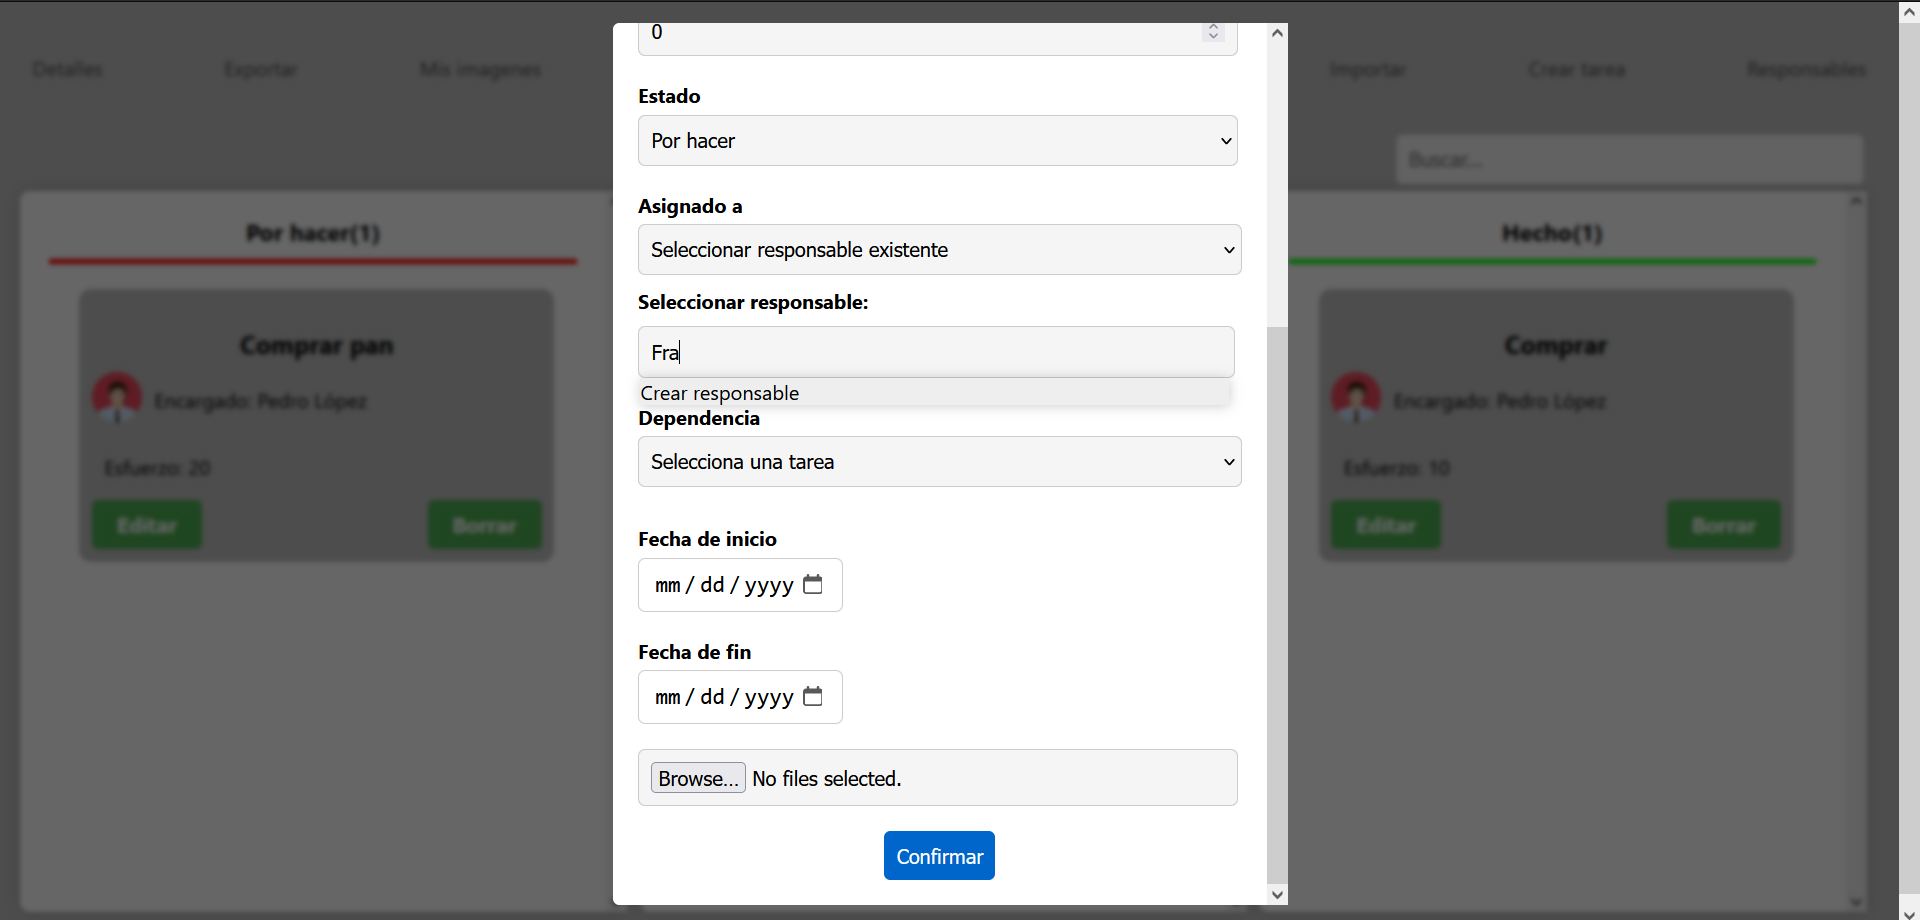 Detalles
Exportar
Mis imagenes
Importar
Crear tarea
Responsables
Buscar...
Por hacer(1)
Comprar pan
Encargado: Pedro López
Esfuerzo: 20
Editar
Borrar
0
Estado
Por hacer
Asignado a
Seleccionar responsable existente
Seleccionar responsable:
Fra
Crear responsable
Dependencia
Selecciona una tarea
Fecha de inicio
mm / dd / yyyy
Fecha de fin
mm / dd / yyyy
Browse... No files selected.
Confirmar
Hecho(1)
Comprar
Encargado: Pedro López
Esfuerzo: 10
Editar
Borrar